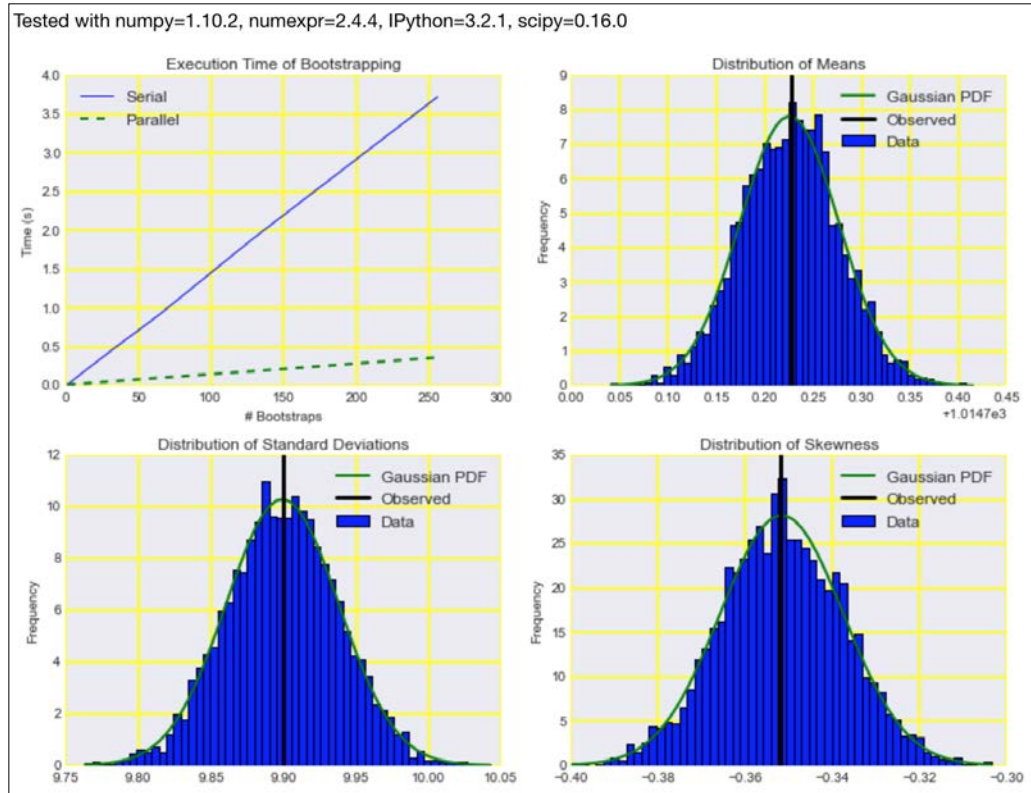 Tested with numpy=1.10.2, numexpr=2.4.4, IPython=3.2.1, scipy=0.16.0
Execution Time of Bootstrapping
4.0
3.5
3.0
2.5
2.0
1.5
1.0
0.5
0.0
Time (s)
Serial
Parallel
0 50 100 150 200 250 300
# Bootstraps
Distribution of Means
9
8
7
6
5
4
3
2
1
0
Frequency
Gaussian PDF
Observed
Data
0.00 0.05 0.10 0.15 0.20 0.25 0.30 0.35 0.40 0.45
+1.0147e3
Distribution of Standard Deviations
12
10
8
6
4
2
0
Frequency
Gaussian PDF
Observed
Data
9.75 9.80 9.85 9.90 9.95 10.00 10.05
Distribution of Skewness
35
30
25
20
15
10
5
0
Frequency
Gaussian PDF
Observed
Data
−0.40 −0.38 −0.36 −0.34 −0.32 −0.30